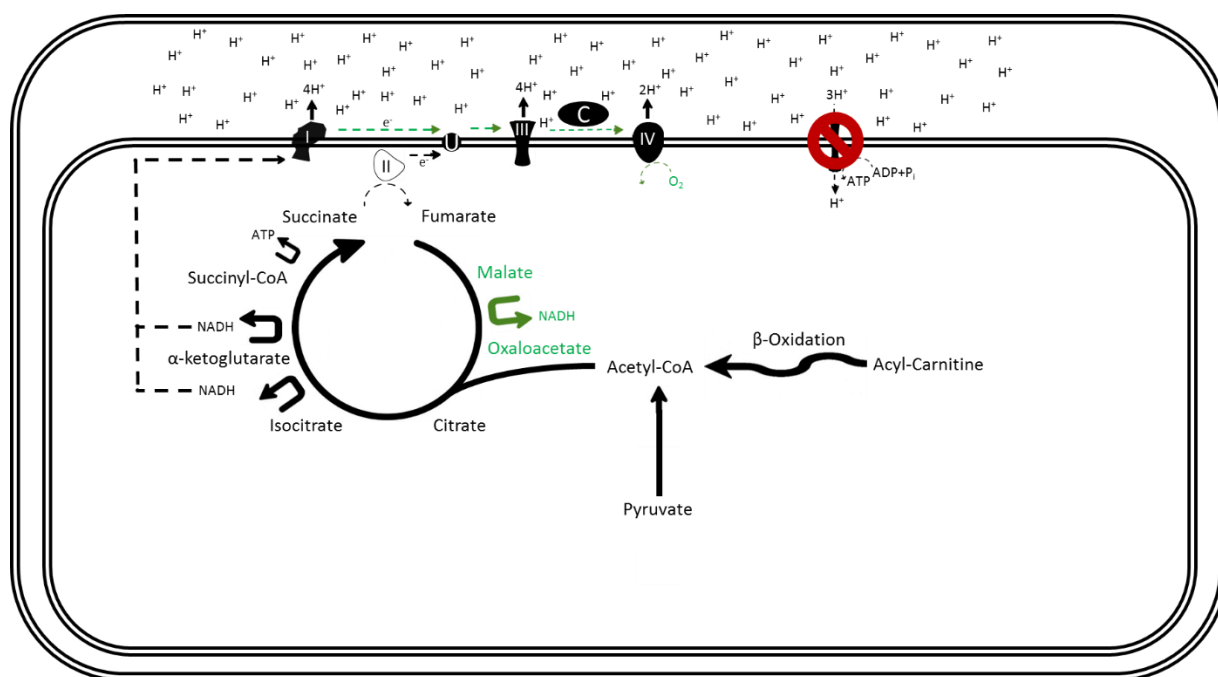 H⁺ H⁺ H⁺ H⁺ H⁺ H⁺ H⁺ H⁺
H⁺ H⁺ H⁺ H⁺ H⁺ H⁺ H⁺ H⁺ H⁺ H⁺
H⁺ H⁺ H⁺ H⁺ H⁺ H⁺ H⁺ H⁺ H⁺ H⁺
4H⁺ 4H⁺ 2H⁺ 3H⁺
H⁺ H⁺ H⁺ H⁺ H⁺ H⁺ H⁺ H⁺ H⁺ H⁺
H⁺ H⁺ H⁺ H⁺ H⁺ H⁺ H⁺ H⁺
C
I e⁻ U III IV
II e⁻
O₂ ATP ADP+Pᵢ
H⁺
Succinate Fumarate
ATP
Succinyl-CoA Malate
NADH NADH
α-ketoglutarate Oxaloacetate
β-Oxidation
Acetyl-CoA Acyl-Carnitine
NADH
Isocitrate Citrate
Pyruvate